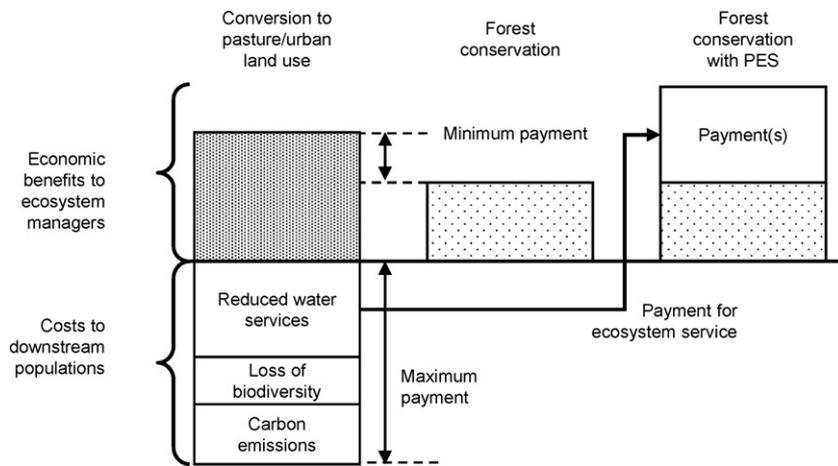 Conversion to
pasture/urban
land use
Forest
conservation
Forest
conservation
with PES
Economic
benefits to
ecosystem
managers
Minimum payment
Payment(s)
Costs to
downstream
populations
Reduced water
services
Loss of
biodiversity
Carbon
emissions
Maximum
payment
Payment for
ecosystem service